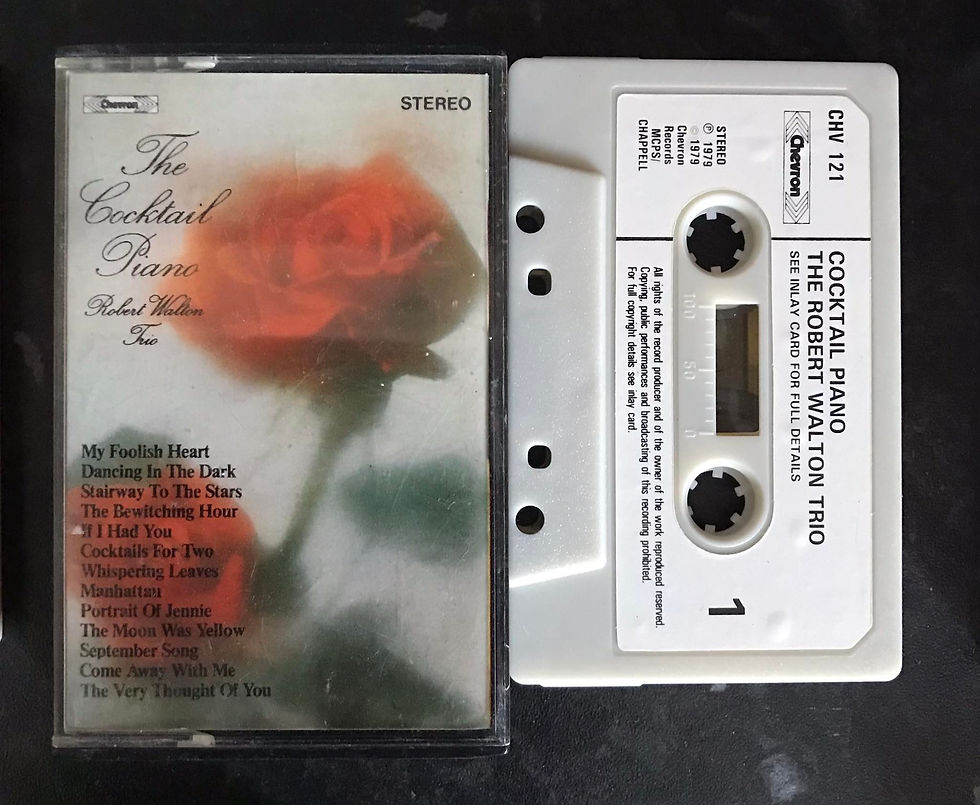 Chevron
STEREO
The
Cocktail
Piano
Robert Walton
Trio
My Foolish Heart
Dancing In The Dark
Stairway To The Stars
The Bewitching Hour
If I Had You
Cocktails For Two
Whispering Leaves
Manhattan
Portrait Of Jennie
The Moon Was Yellow
September Song
Come Away With Me
The Very Thought Of You
CHV 121
Chevron
STEREO
℗ 1979
© 1979
Chevron
Records
MCPS/
CHAPPELL
COCKTAIL PIANO
THE ROBERT WALTON TRIO
SEE INLAY CARD FOR FULL DETAILS
100 50 0
All rights of the record producer and of the owner of the work reproduced reserved.
Copying, public performances and broadcasting of this recording prohibited.
For full copyright details see inlay card.
1